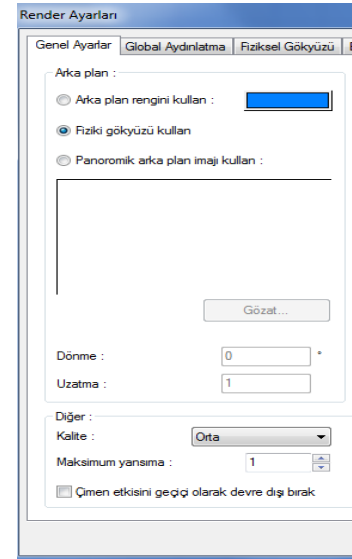 Render Ayarları
Genel Ayarlar Global Aydınlatma Fiziksel Gökyüzü
Arka plan :
Arka plan rengini kullan :
Fiziki gökyüzü kullan
Panoromik arka plan imajı kullan :
Gözat...
Dönme : 0 °
Uzatma : 1
Diğer :
Kalite : Orta
Maksimum yansıma : 1
Çimen etkisini geçiçi olarak devre dışı bırak